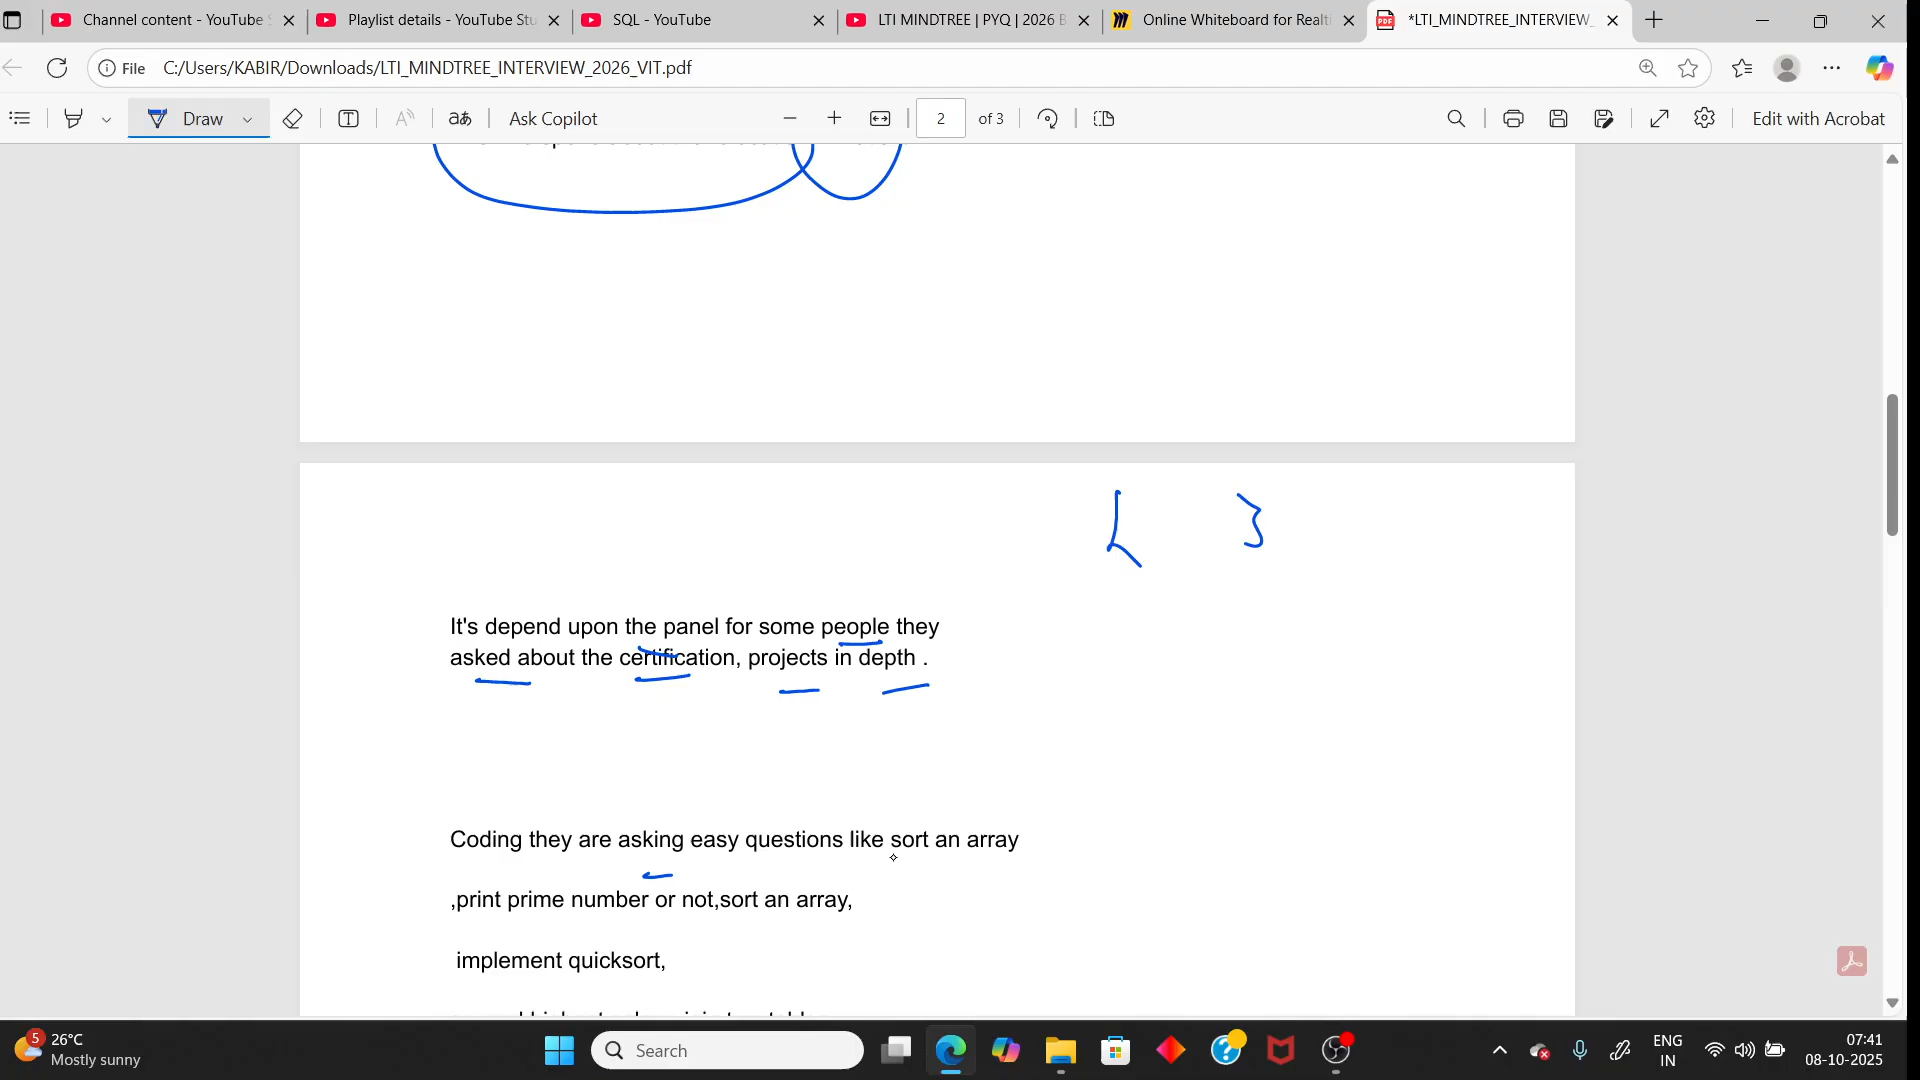 Channel content - YouTube S
Playlist details - YouTube Stu
SQL - YouTube
LTI MINDTREE | PYQ | 2026 B
Online Whiteboard for Realti
*LTI_MINDTREE_INTERVIEW_
File
C:/Users/KABIR/Downloads/LTI_MINDTREE_INTERVIEW_2026_VIT.pdf
Draw
Ask Copilot
2
of 3
Edit with Acrobat
It's depend upon the panel for some people they
asked about the certification, projects in depth .
Coding they are asking easy questions like sort an array
,print prime number or not,sort an array,
implement quicksort,
5
26°C
Mostly sunny
Search
ENG
IN
07:41
08-10-2025